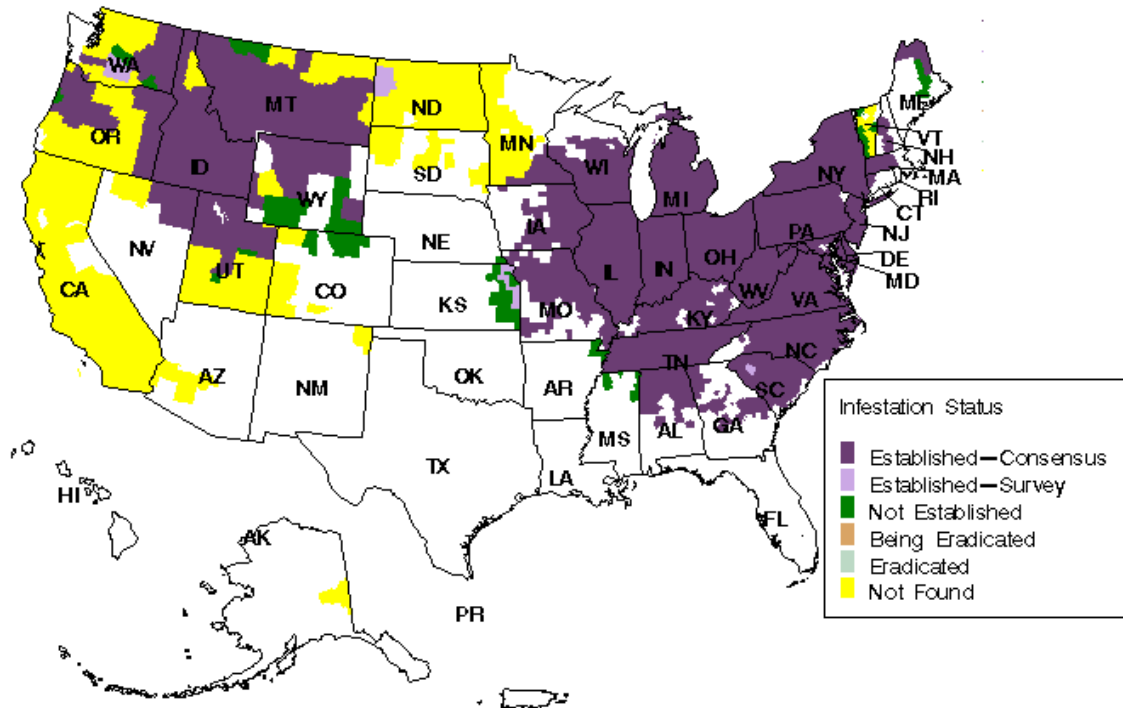 WA
MT
ND
MN
ME
OR
ID
WY
SD
WI
MI
NY
VT
NH
MA
RI
CT
NJ
PA
DE
MD
NV
UT
CO
NE
IA
IL
IN
OH
WV
VA
CA
KS
MO
KY
AZ
NM
OK
AR
TN
NC
SC
MS
AL
GA
TX
LA
FL
HI
AK
PR
Infestation Status
Established—Consensus
Established—Survey
Not Established
Being Eradicated
Eradicated
Not Found